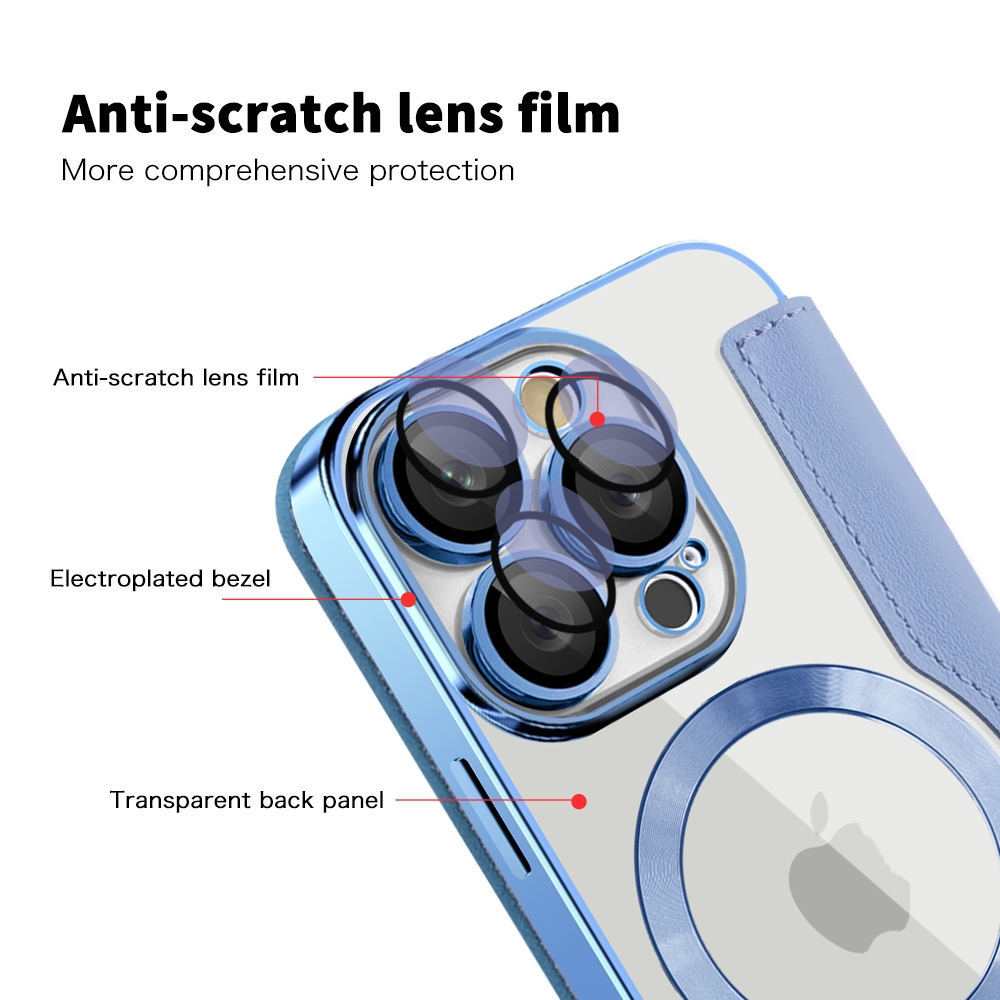 Anti-scratch lens film
More comprehensive protection
Anti-scratch lens film
Electroplated bezel
Transparent back panel